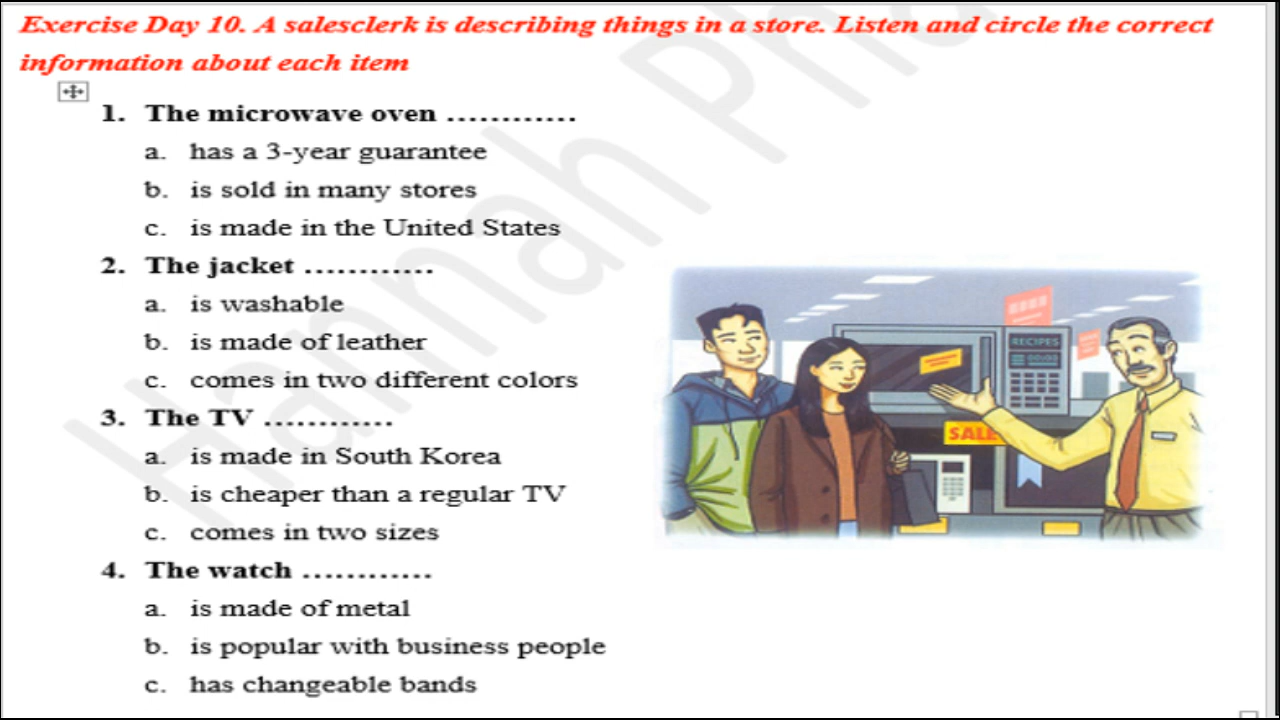 Exercise Day 10. A salesclerk is describing things in a store. Listen and circle the correct
information about each item
1. The microwave oven …………
a. has a 3-year guarantee
b. is sold in many stores
c. is made in the United States
2. The jacket …………
a. is washable
b. is made of leather
c. comes in two different colors
3. The TV …………
a. is made in South Korea
b. is cheaper than a regular TV
c. comes in two sizes
4. The watch …………
a. is made of metal
b. is popular with business people
c. has changeable bands
RECIPES
SALE
Hannah